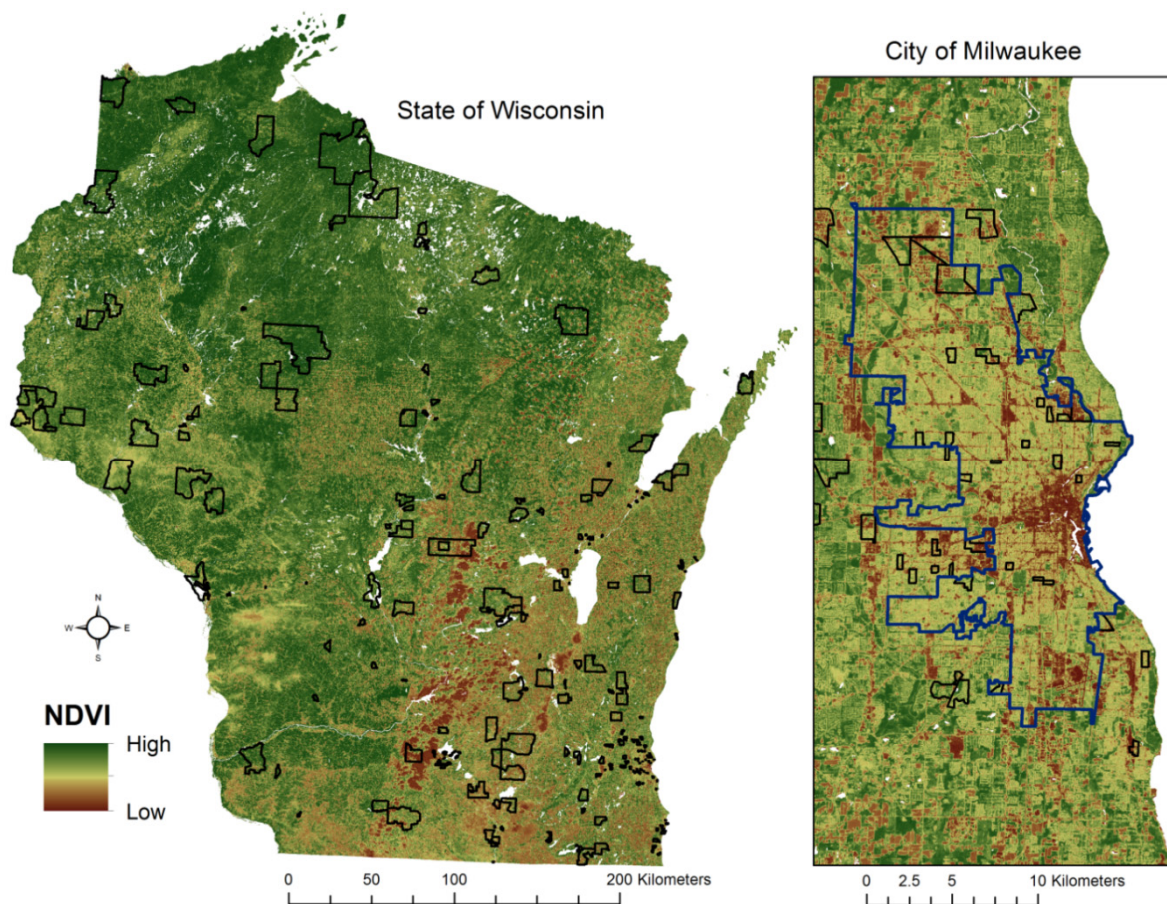 City of Milwaukee
State of Wisconsin
N
W
E
S
NDVI
High
Low
0
50
100
200 Kilometers
0
2.5
5
10 Kilometers